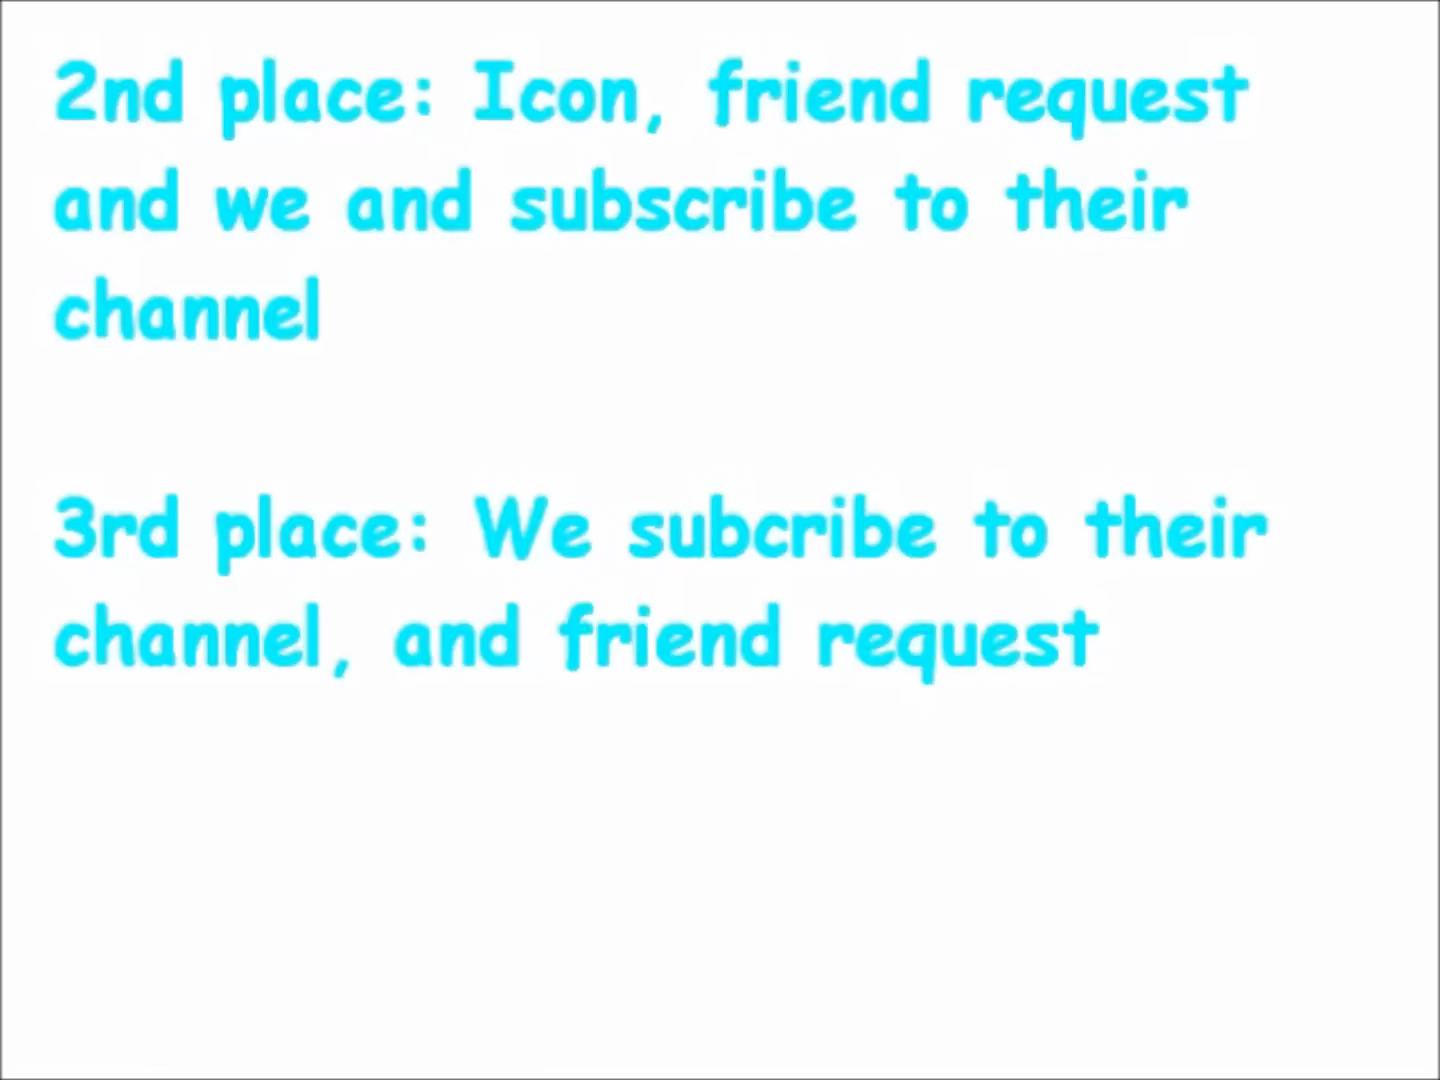 2nd place: Icon, friend request
and we and subscribe to their
channel
3rd place: We subcribe to their
channel, and friend request